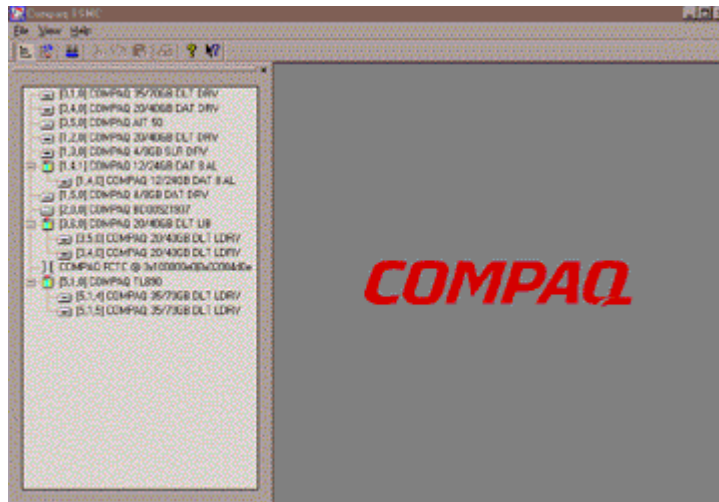 Compaq
File View Help
[3,1,0] COMPAQ 35/70GB DLT DRV
[3,4,0] COMPAQ 20/40GB DAT DRV
[3,5,0] COMPAQ AIT 50
[1,2,0] COMPAQ 20/40GB DLT DRV
[1,3,0] COMPAQ 4/8GB SLR DRV
[1,4,1] COMPAQ 12/24GB DAT 8 AL
[1,4,0] COMPAQ 12/24GB DAT 8 AL
[1,5,0] COMPAQ 4/8GB DAT DRV
[2,0,0] COMPAQ
[3,6,0] COMPAQ 20/40GB DLT LIB
[3,5,0] COMPAQ 20/40GB DLT LDRV
[3,4,0] COMPAQ 20/40GB DLT LDRV
COMPAQ FCTC @
[5,1,0] COMPAQ TL890
[5,1,4] COMPAQ 35/70GB DLT LDRV
[5,1,5] COMPAQ 35/70GB DLT LDRV
COMPAQ